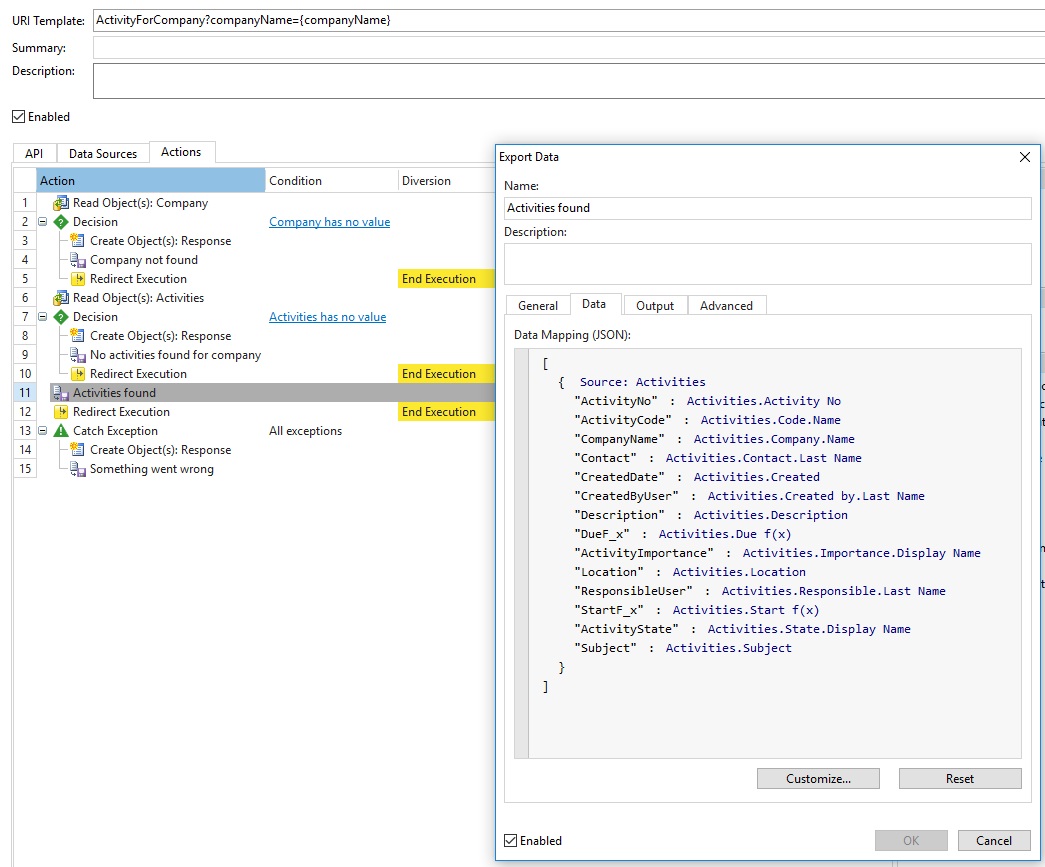 URI Template: ActivityForCompany?companyName={companyName}
Summary:
Description:
Enabled
API Data Sources Actions
Action Condition Diversion
1 Read Object(s): Company
2 Decision Company has no value
3 Create Object(s): Response
4 Company not found
5 Redirect Execution End Execution
6 Read Object(s): Activities
7 Decision Activities has no value
8 Create Object(s): Response
9 No activities found for company
10 Redirect Execution End Execution
11 Activities found
12 Redirect Execution End Execution
13 Catch Exception All exceptions
14 Create Object(s): Response
15 Something went wrong
Export Data
Name:
Activities found
Description:
General Data Output Advanced
Data Mapping (JSON):
[
{ Source: Activities
"ActivityNo" : Activities.Activity No
"ActivityCode" : Activities.Code.Name
"CompanyName" : Activities.Company.Name
"Contact" : Activities.Contact.Last Name
"CreatedDate" : Activities.Created
"CreatedByUser" : Activities.Created by.Last Name
"Description" : Activities.Description
"DueF_x" : Activities.Due f(x)
"ActivityImportance" : Activities.Importance.Display Name
"Location" : Activities.Location
"ResponsibleUser" : Activities.Responsible.Last Name
"StartF_x" : Activities.Start f(x)
"ActivityState" : Activities.State.Display Name
"Subject" : Activities.Subject
}
]
Customize... Reset
Enabled OK Cancel